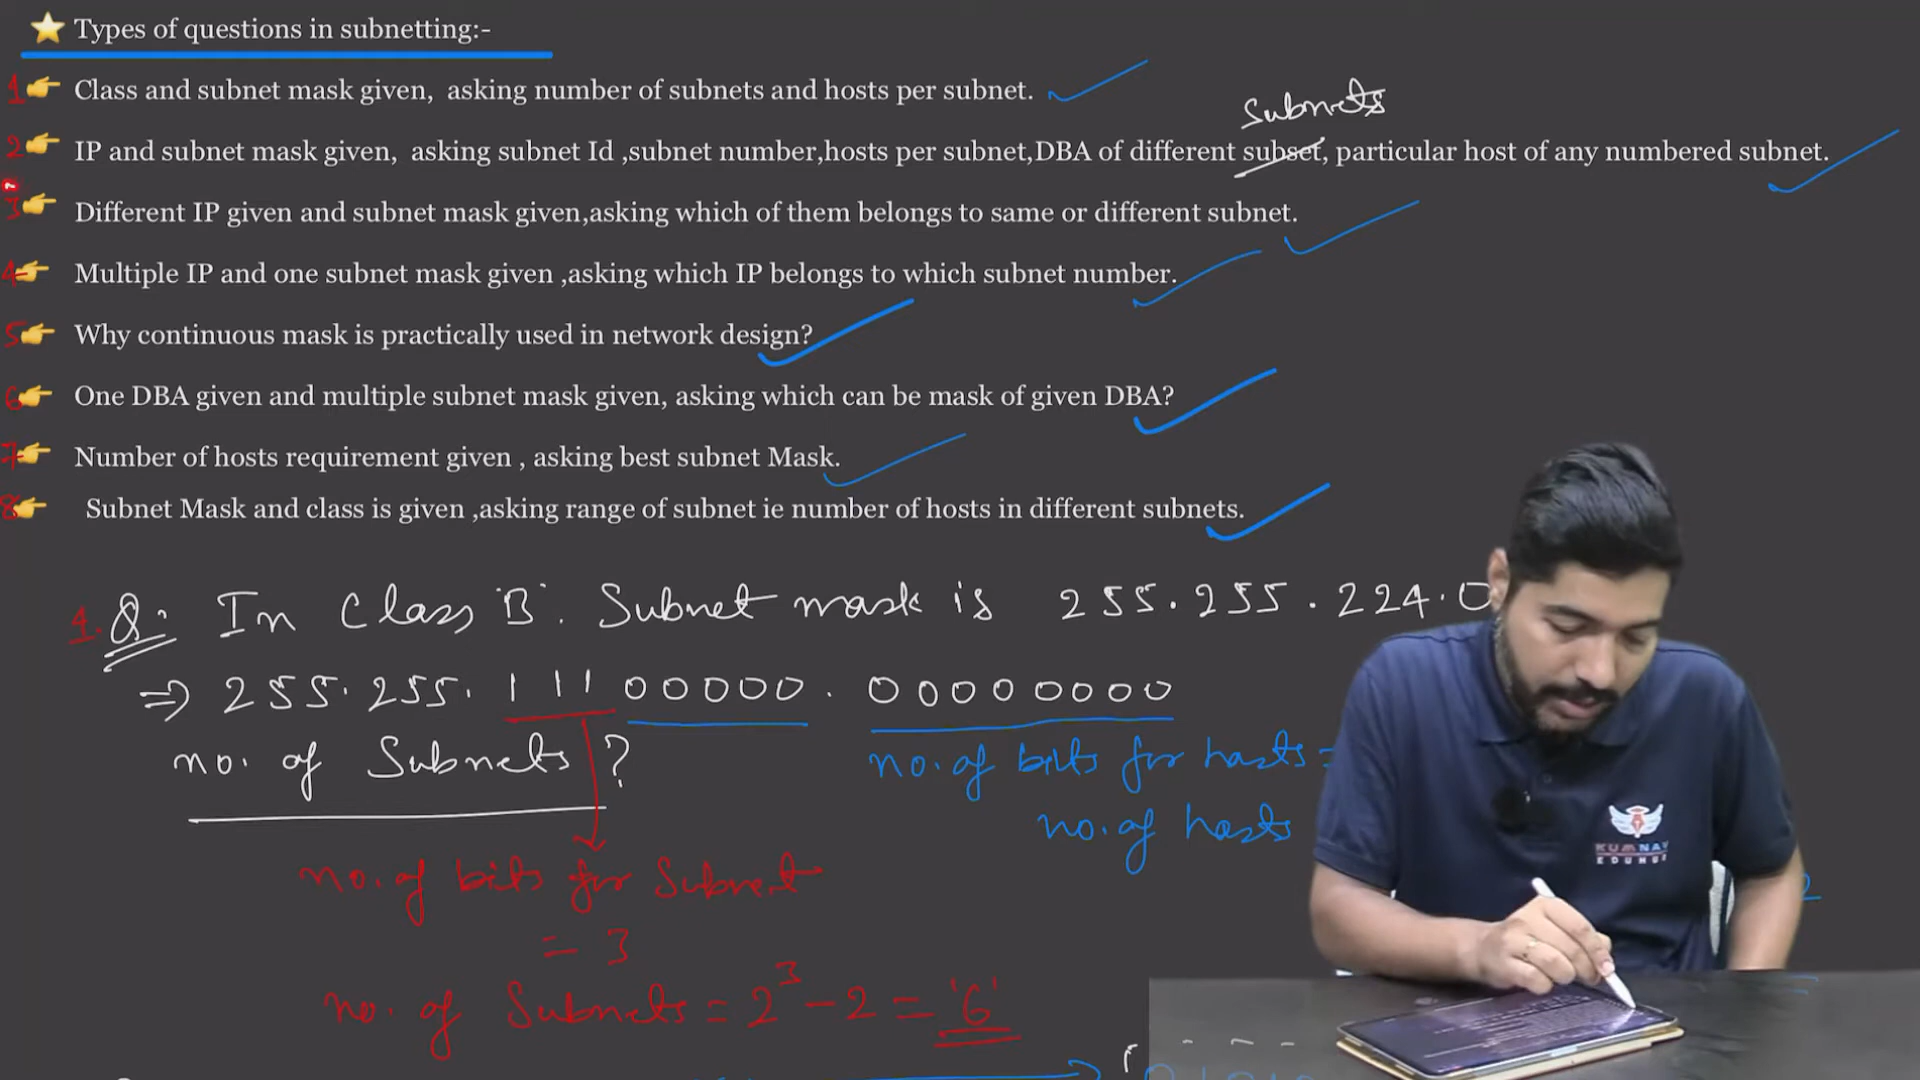 Types of questions in subnetting:-
1 Class and subnet mask given, asking number of subnets and hosts per subnet.
subnets
2 IP and subnet mask given, asking subnet Id ,subnet number,hosts per subnet,DBA of different subset, particular host of any numbered subnet.
3 Different IP given and subnet mask given,asking which of them belongs to same or different subnet.
4 Multiple IP and one subnet mask given ,asking which IP belongs to which subnet number.
5 Why continuous mask is practically used in network design?
6 One DBA given and multiple subnet mask given, asking which can be mask of given DBA?
7 Number of hosts requirement given , asking best subnet Mask.
8 Subnet Mask and class is given ,asking range of subnet ie number of hosts in different subnets.
1. Q: In Class 'B'. Subnet mask is 255.255.224.0
=> 255.255.11100000.00000000
no. of Subnets ?
no. of bits for hosts =
no. of hosts
no. of bits for Subnet
= 3
2
no. of Subnets = 2³-2 = '6'
KUMNAV
EDUHUB